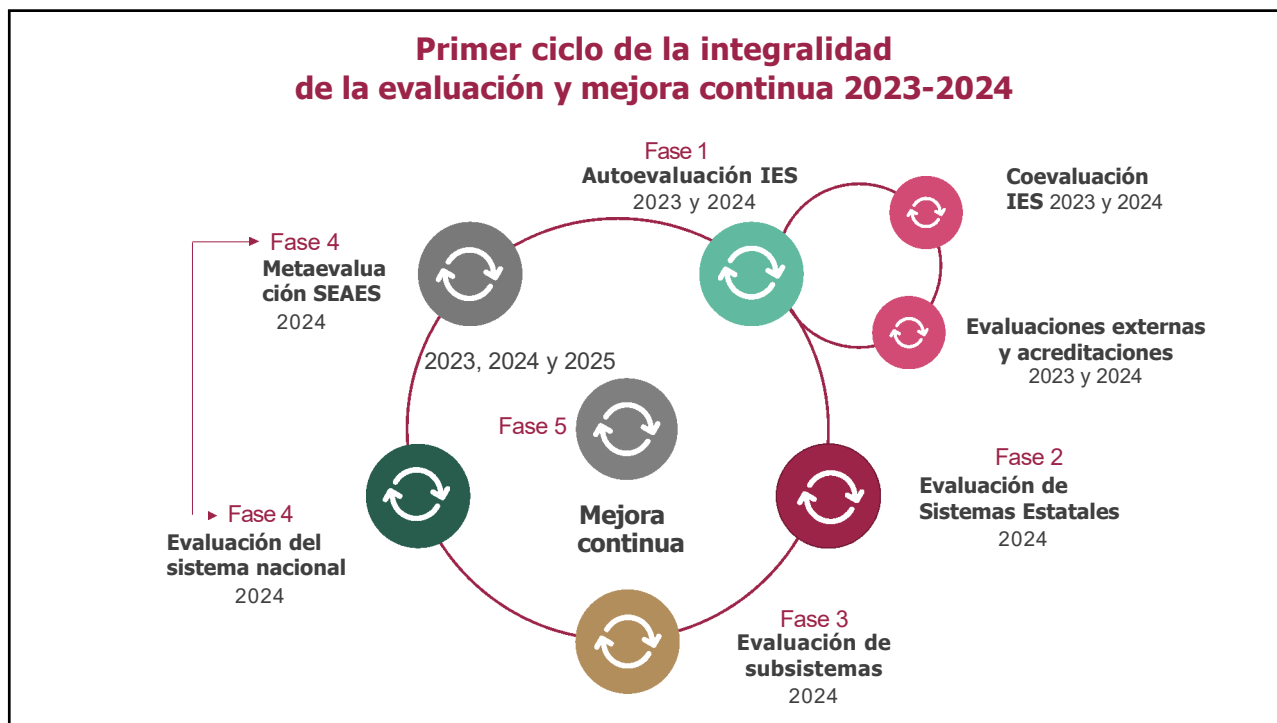 Primer ciclo de la integralidad
de la evaluación y mejora continua 2023-2024
Fase 1
Autoevaluación IES
2023 y 2024
Coevaluación
IES 2023 y 2024
Evaluaciones externas
y acreditaciones
2023 y 2024
Fase 2
Evaluación de
Sistemas Estatales
2024
Fase 3
Evaluación de
subsistemas
2024
Fase 4
Evaluación del
sistema nacional
2024
Fase 4
Metaevalua
ción SEAES
2024
2023, 2024 y 2025
Fase 5
Mejora
continua